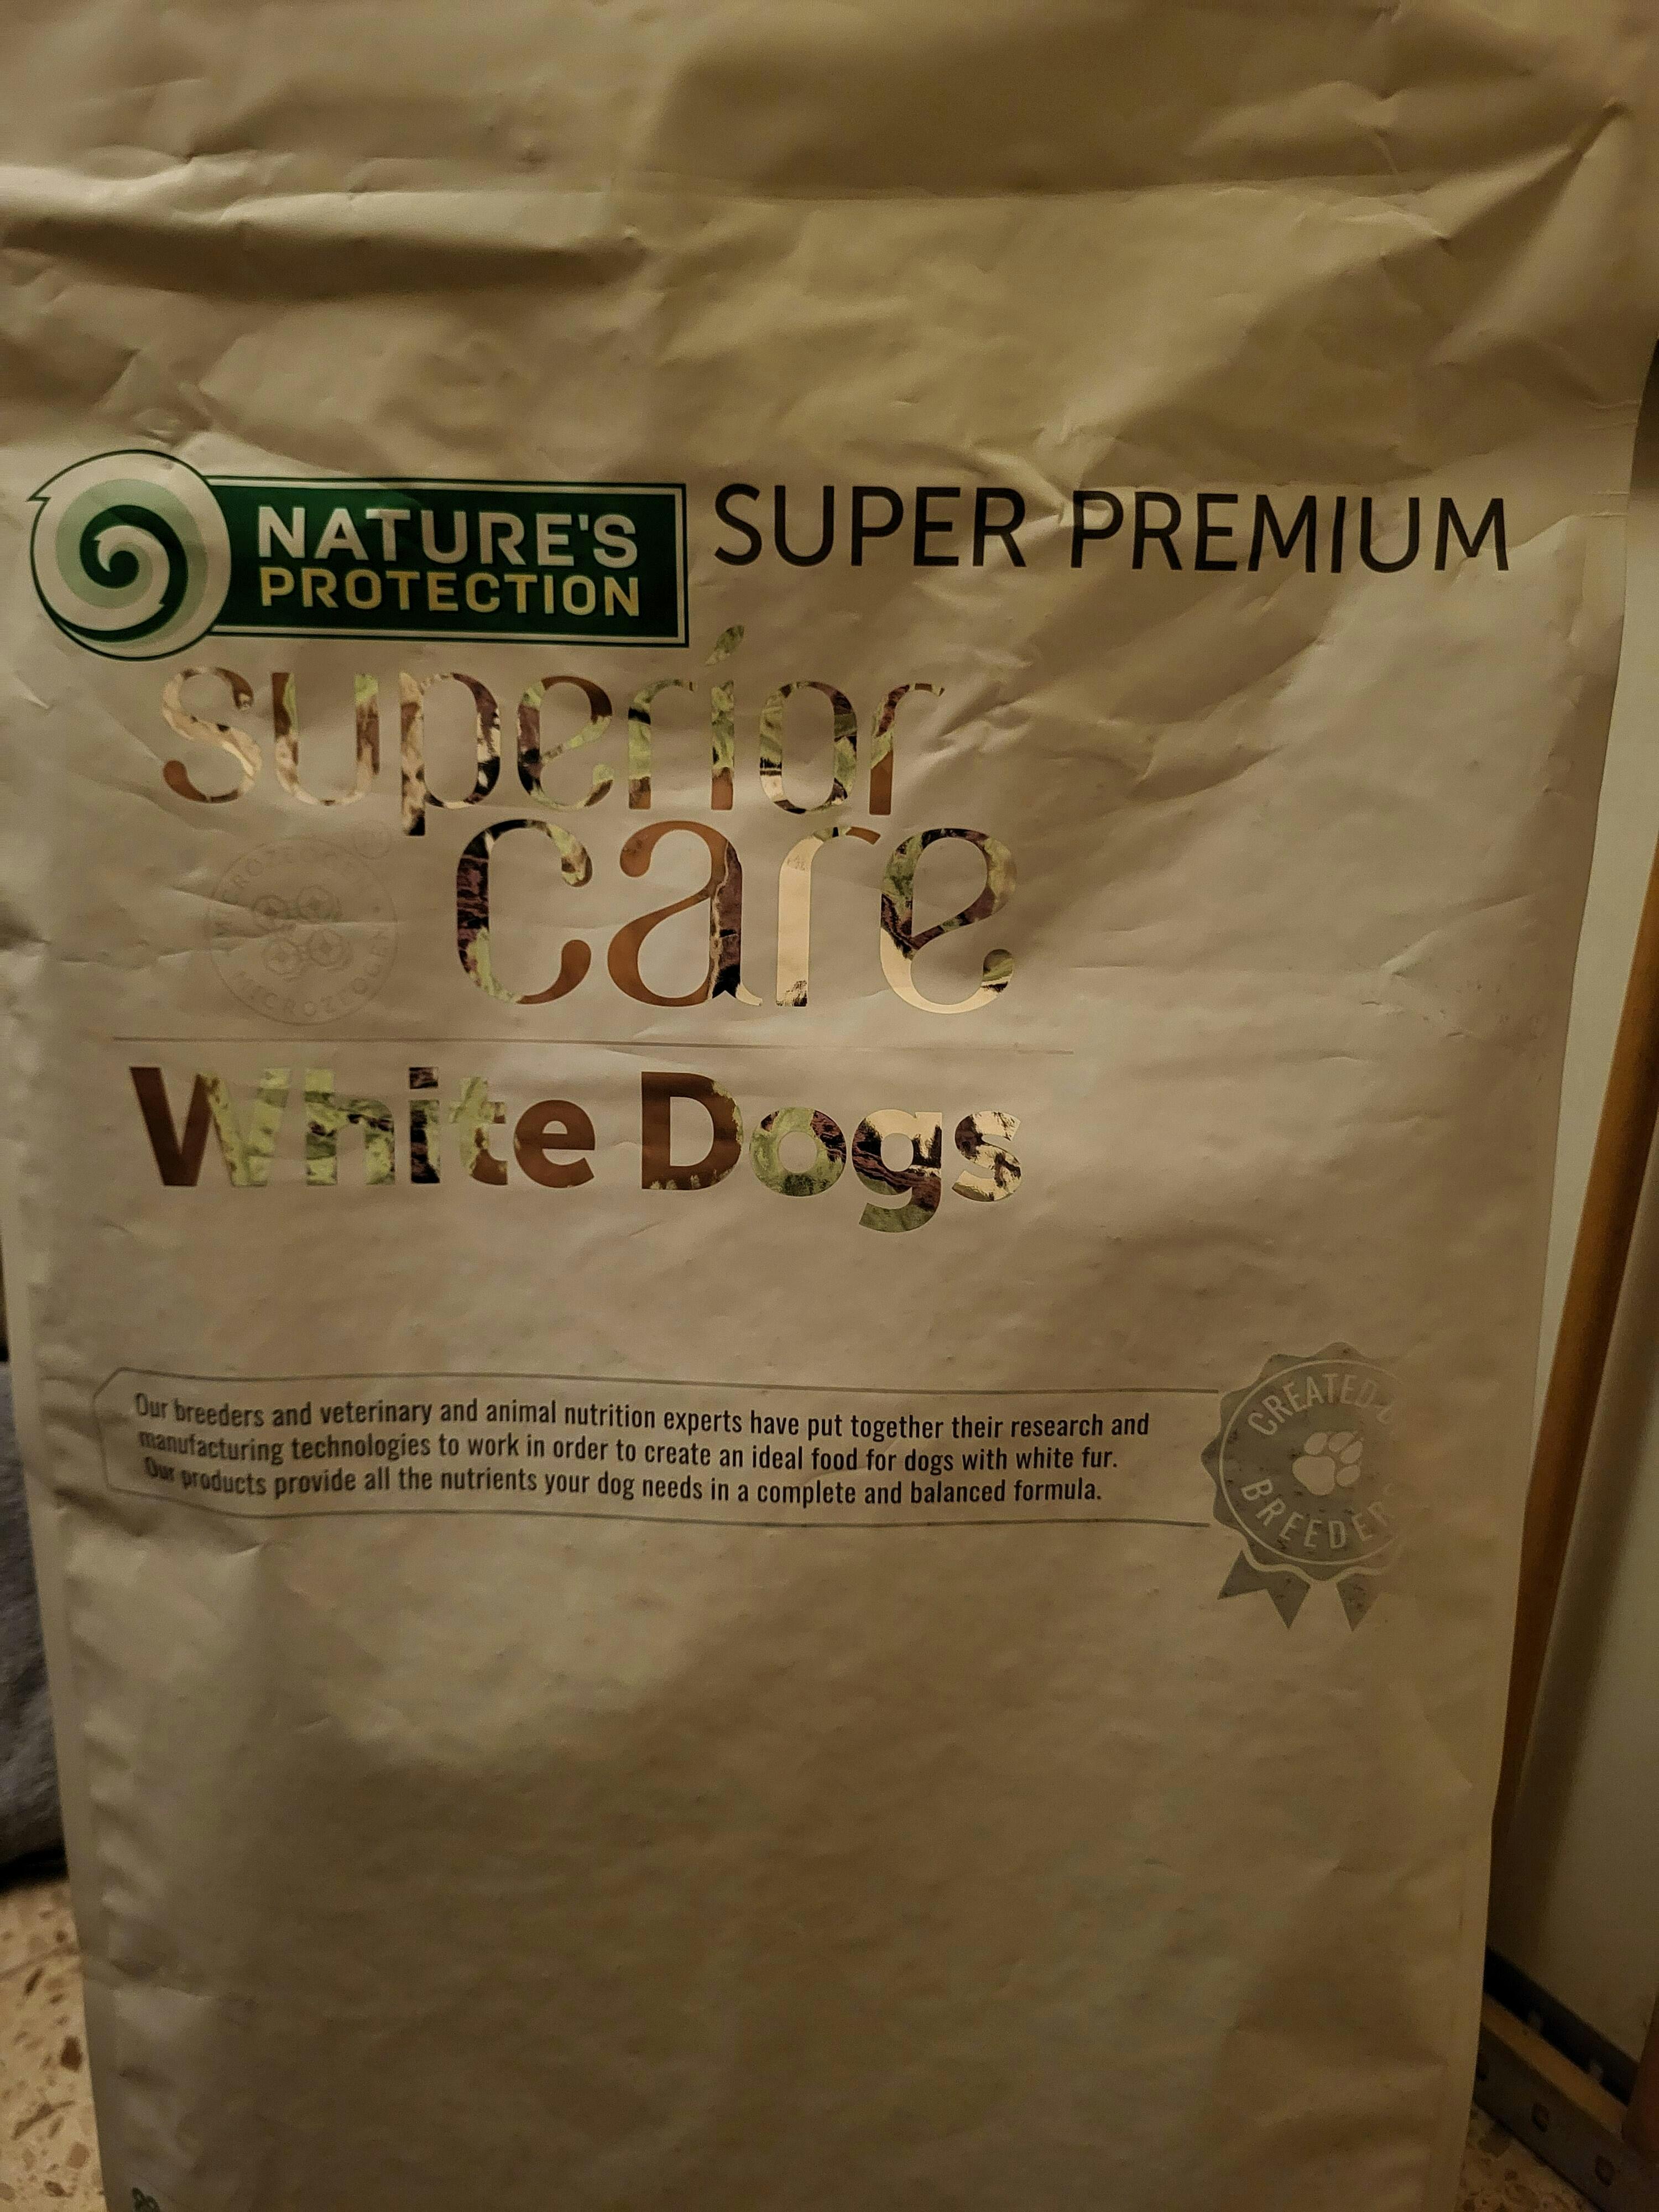 NATURE'S
PROTECTION
SUPER PREMIUM
superior
care
MICROZEOGEN
White Dogs
Our breeders and veterinary and animal nutrition experts have put together their research and
manufacturing technologies to work in order to create an ideal food for dogs with white fur.
Our products provide all the nutrients your dog needs in a complete and balanced formula.
CREATED
BREEDER